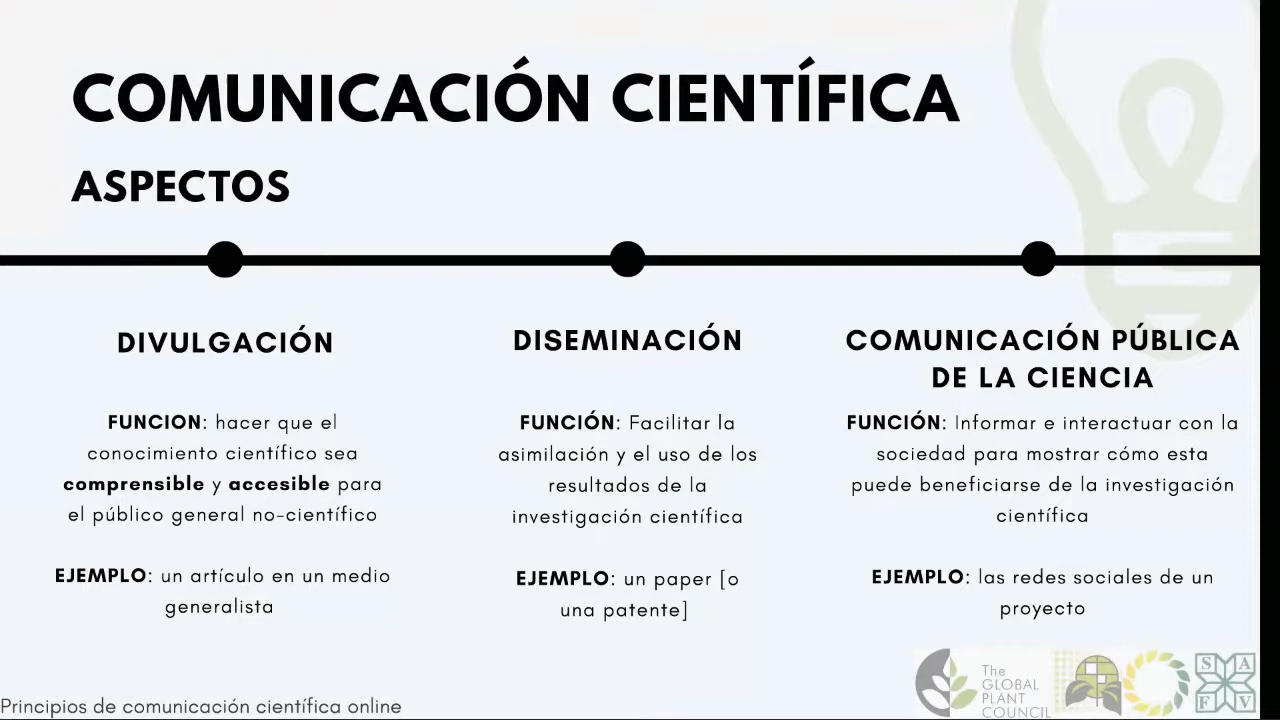 COMUNICACIÓN CIENTÍFICA
ASPECTOS
DIVULGACIÓN
FUNCION: hacer que el
conocimiento científico sea
comprensible y accesible para
el público general no-científico
EJEMPLO: un artículo en un medio
generalista
DISEMINACIÓN
FUNCIÓN: Facilitar la
asimilación y el uso de los
resultados de la
investigación científica
EJEMPLO: un paper [o
una patente]
COMUNICACIÓN PÚBLICA
DE LA CIENCIA
FUNCIÓN: Informar e interactuar con la
sociedad para mostrar cómo esta
puede beneficiarse de la investigación
científica
EJEMPLO: las redes sociales de un
proyecto
Principios de comunicación científica online
The
GLOBAL
PLANT
COUNCIL
S A
F V